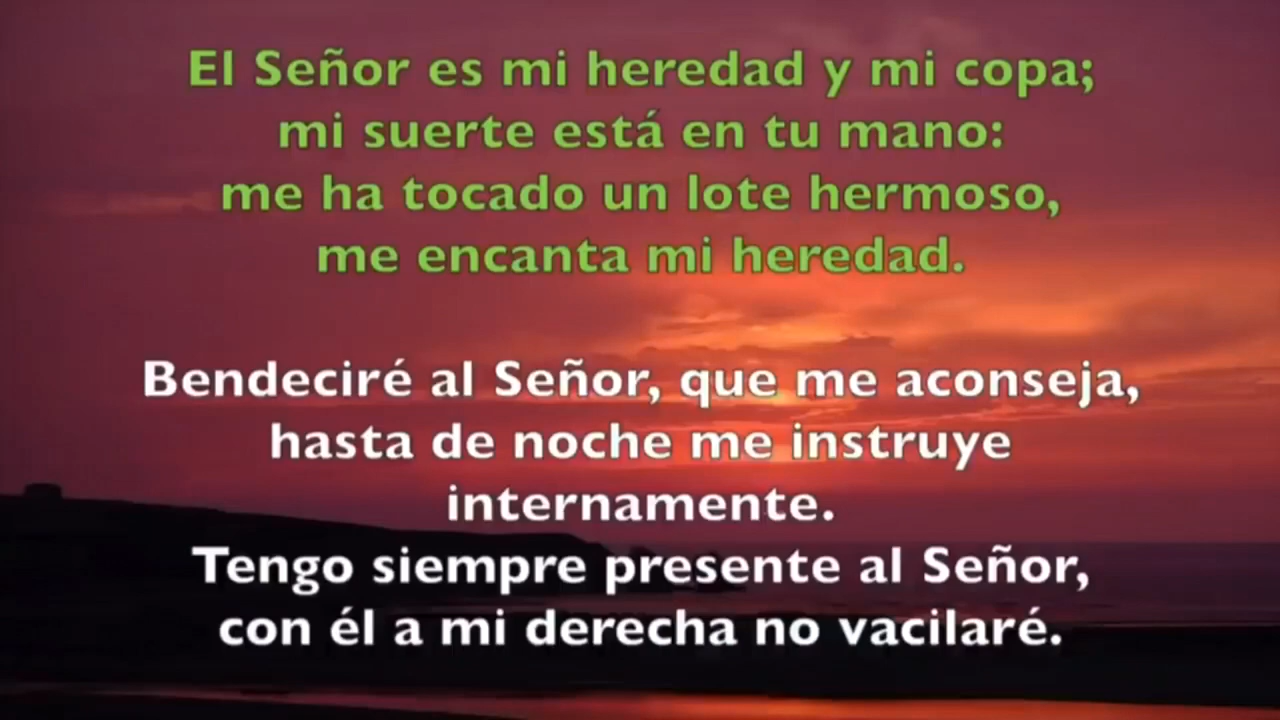 El Señor es mi heredad y mi copa;
mi suerte está en tu mano:
me ha tocado un lote hermoso,
me encanta mi heredad.
Bendeciré al Señor, que me aconseja,
hasta de noche me instruye
internamente.
Tengo siempre presente al Señor,
con él a mi derecha no vacilaré.